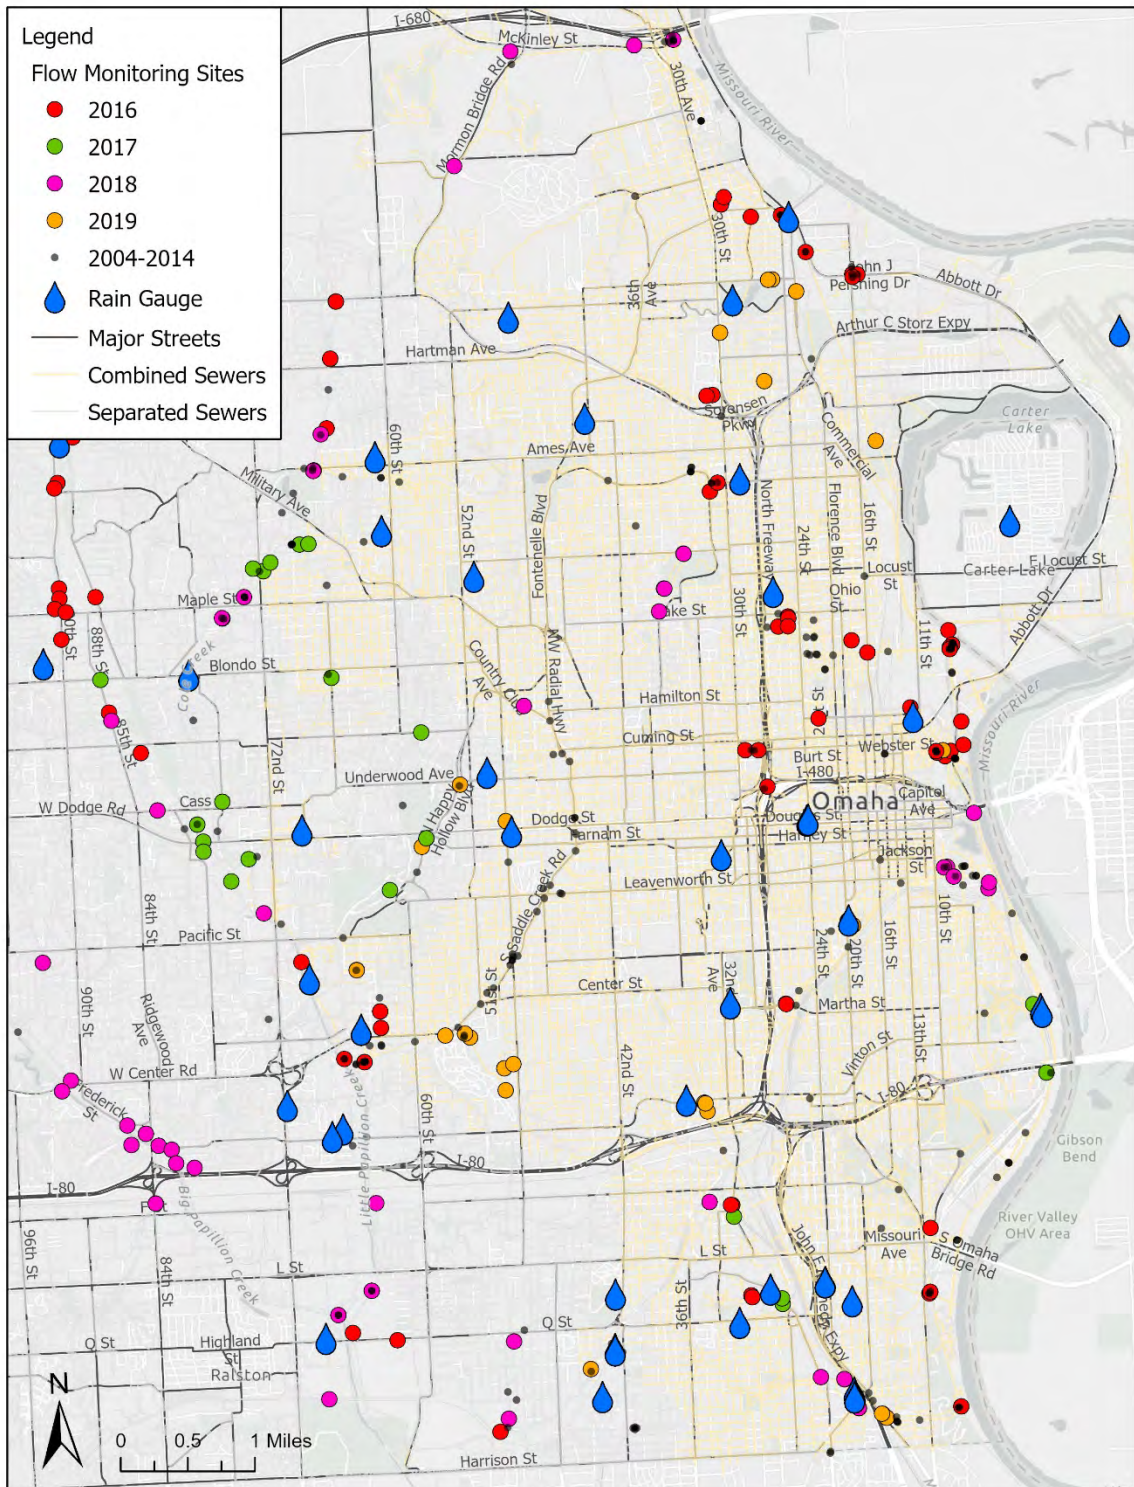 Legend
Flow Monitoring Sites
2016
2017
2018
2019
2004-2014
Rain Gauge
Major Streets
Combined Sewers
Separated Sewers
I-680
McKinley St
30th Ave
Missouri River
Mormon Bridge Rd
30th St
36th
Ave
John J
Pershing Dr
Abbott Dr
Arthur C Storz Expy
Hartman Ave
Sorensen
Pkwy
Commercial
Ave
Carter
Lake
60th St
Ames Ave
Military Ave
52nd St
Fontenelle Blvd
North Freeway
24th St
Florence Blvd
16th St
Locust
St
E Locust St
Carter Lake
Ohio
St
Maple St
88th St
Blondo St
Country Club
Ave
NW Radial Hwy
30th St
11th St
Abbott Dr
Missouri River
Hamilton St
Cuming St
Burt St
Webster St
I-480
72nd St
85th St
Underwood Ave
N Happy
Hollow Blvd
W Dodge Rd
Cass
Dodge St
Farnam St
Omaha
Capitol
Ave
Douglas St
Harney St
Jackson
St
Leavenworth St
S Saddle Creek Rd
84th St
Pacific St
10th St
16th St
20th St
24th St
Center St
32nd
Ave
Martha St
51st St
90th St
Ridgewood
Ave
13th St
Vinton St
W Center Rd
Frederick
St
42nd St
I-80
60th St
Little Papillion Creek
I-80
I-80
F St
Big Papillion Creek
Gibson
Bend
River Valley
OHV Area
Missouri
Ave
S Omaha
Bridge Rd
96th St
84th St
L St
L St
John F Kennedy Expy
36th St
Q St
Q St
Highland
St
Ralston
N
0
0.5
1 Miles
Harrison St